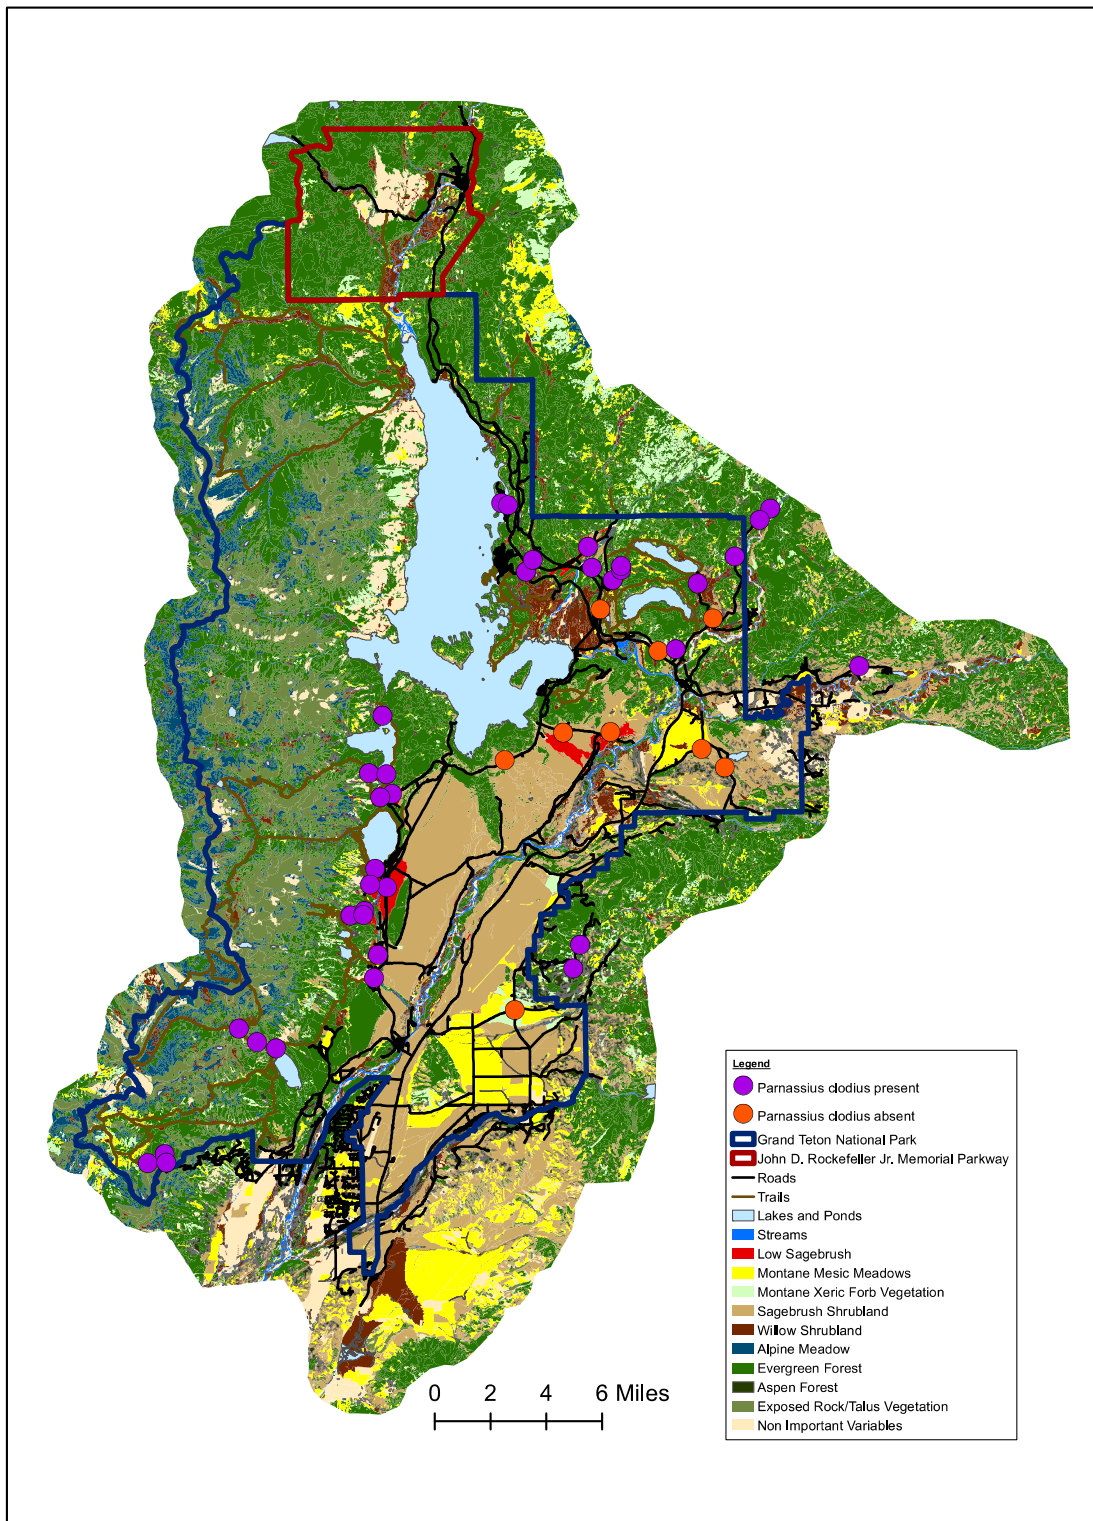 Legend
Parnassius clodius present
Parnassius clodius absent
Grand Teton National Park
John D. Rockefeller Jr. Memorial Parkway
Roads
Trails
Lakes and Ponds
Streams
Low Sagebrush
Montane Mesic Meadows
Montane Xeric Forb Vegetation
Sagebrush Shrubland
Willow Shrubland
Alpine Meadow
Evergreen Forest
Aspen Forest
Exposed Rock/Talus Vegetation
Non Important Variables
0 2 4 6 Miles